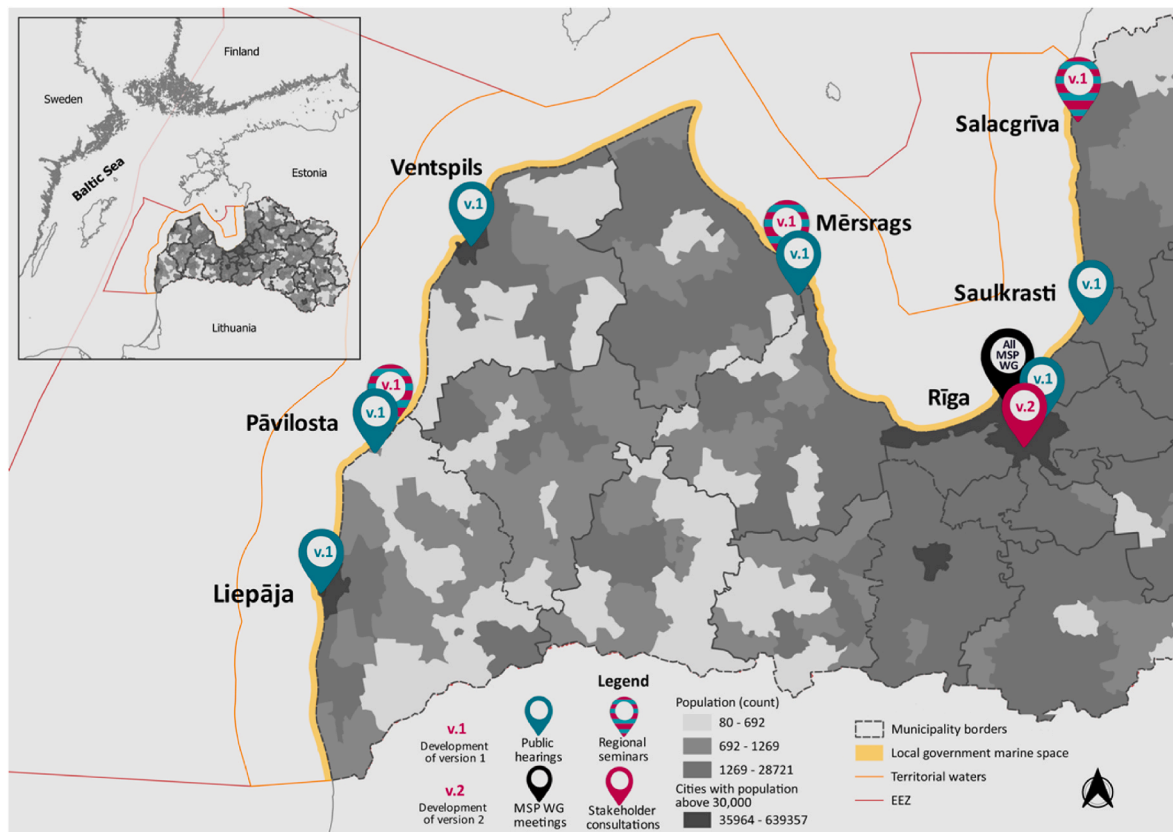 Finland
Sweden
Estonia
Baltic Sea
Lithuania
v.1
Salacgrīva
Ventspils
v.1
v.1
Mērsrags
v.1
Saulkrasti
v.1
All
MSP
WG
Rīga
v.1
v.2
v.1
Pāvilosta
v.1
v.1
Liepāja
Legend
v.1
Development
of version 1
Public
hearings
Regional
seminars
v.2
Development
of version 2
MSP WG
meetings
Stakeholder
consultations
Population (count)
80 - 692
692 - 1269
1269 - 28721
Cities with population
above 30,000
35964 - 639357
Municipality borders
Local government marine space
Territorial waters
EEZ